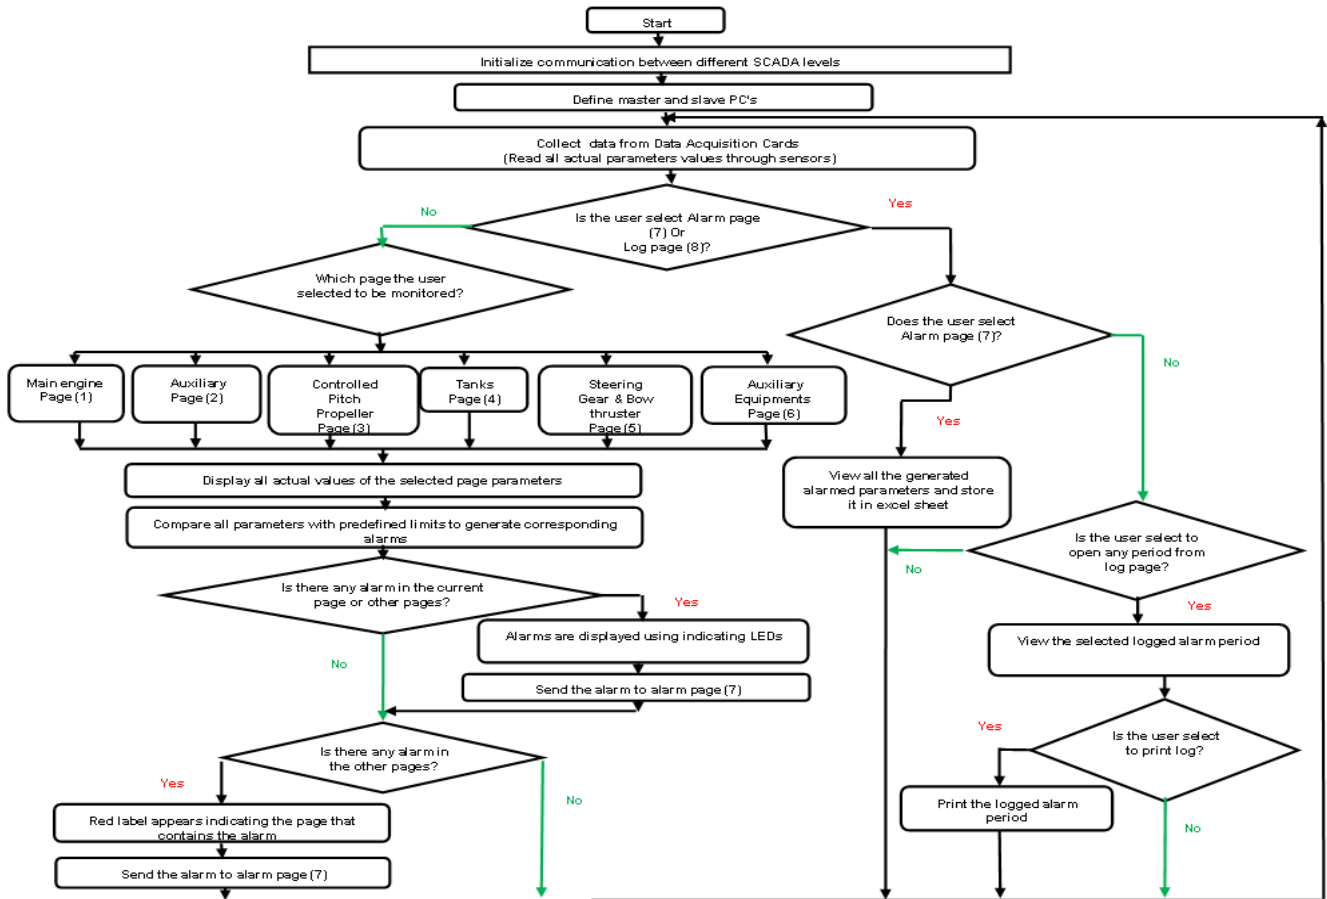 Start
Initialize communication between different SCADA levels
Define master and slave PC's
Collect data from Data Acquisition Cards
(Read all actual parameters values through sensors)
No
Yes
Is the user select Alarm page
(7) Or
Log page (8)?
Which page the user
selected to be monitored?
Does the user select
Alarm page (7)?
No
Yes
Main engine
Page (1)
Auxiliary
Page (2)
Controlled
Pitch
Propeller
Page (3)
Tanks
Page (4)
Steering
Gear & Bow
thruster
Page (5)
Auxiliary
Equipments
Page (6)
Display all actual values of the selected page parameters
Compare all parameters with predefined limits to generate corresponding
alarms
View all the generated
alarmed parameters and store
it in excel sheet
Is the user select to
open any period from
log page?
No
Yes
Is there any alarm in the current
page or other pages?
Yes
No
Alarms are displayed using indicating LEDs
Send the alarm to alarm page (7)
View the selected logged alarm period
Is the user select
to print log?
Yes
No
Print the logged alarm
period
Is there any alarm in
the other pages?
Yes
No
Red label appears indicating the page that
contains the alarm
Send the alarm to alarm page (7)